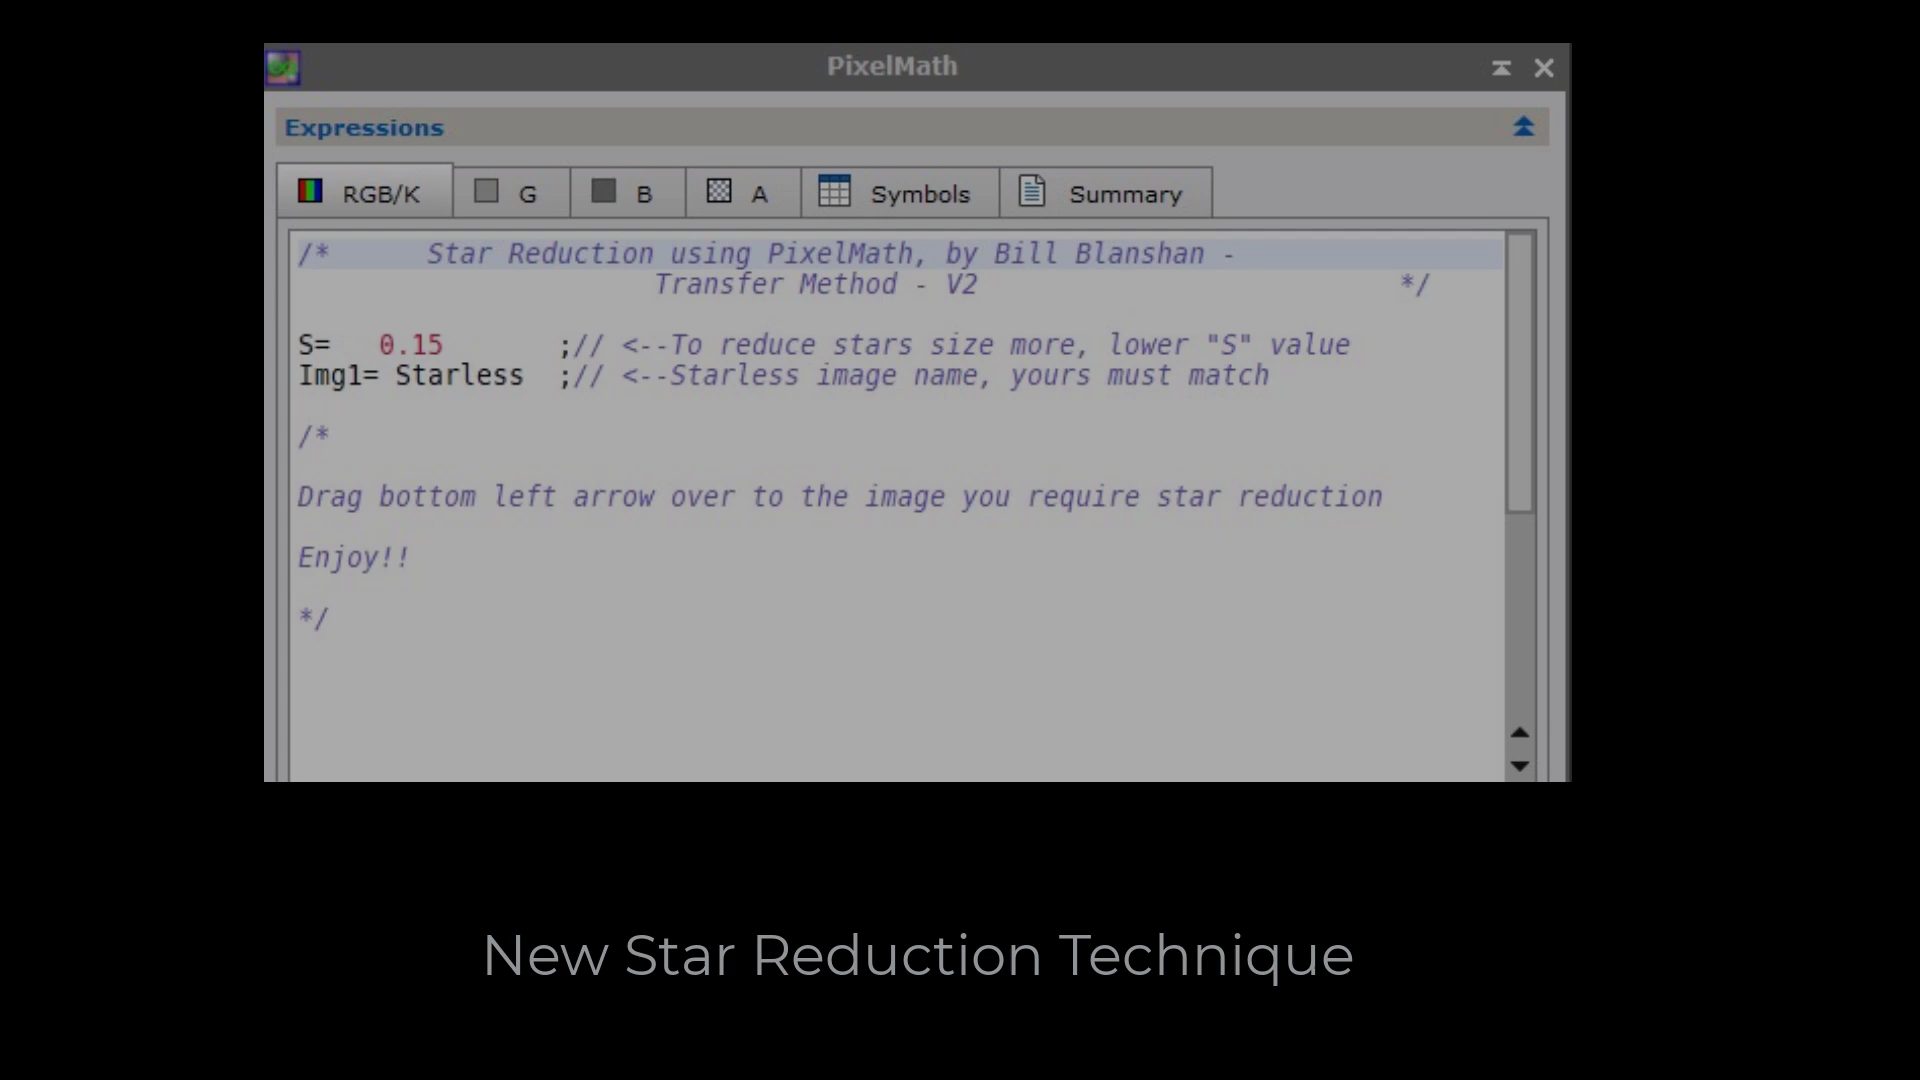 PixelMath
Expressions
RGB/K G B A Symbols Summary
/* Star Reduction using PixelMath, by Bill Blanshan -
Transfer Method - V2 */
S= 0.15 ;// <--To reduce stars size more, lower "S" value
Img1= Starless ;// <--Starless image name, yours must match
/*
Drag bottom left arrow over to the image you require star reduction
Enjoy!!
*/
New Star Reduction Technique